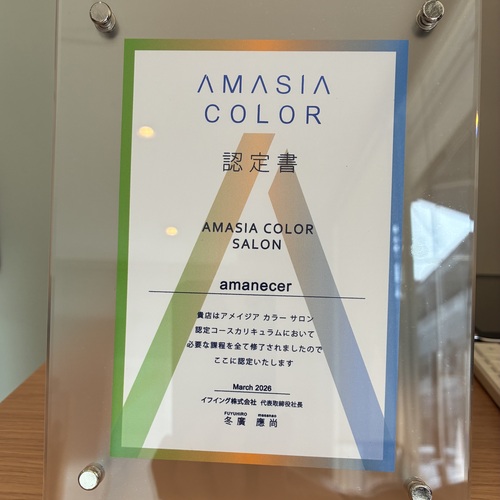 AMASIA
COLOR
認定書
AMASIA COLOR
SALON
amanecer
貴店はアメイジア カラー サロン
認定コースカリキュラムにおいて
必要な課程を全て修了されましたので
ここに認定いたします
March 2026
イフイング株式会社 代表取締役社長
FUYUHIRO masanao
冬廣 應尚